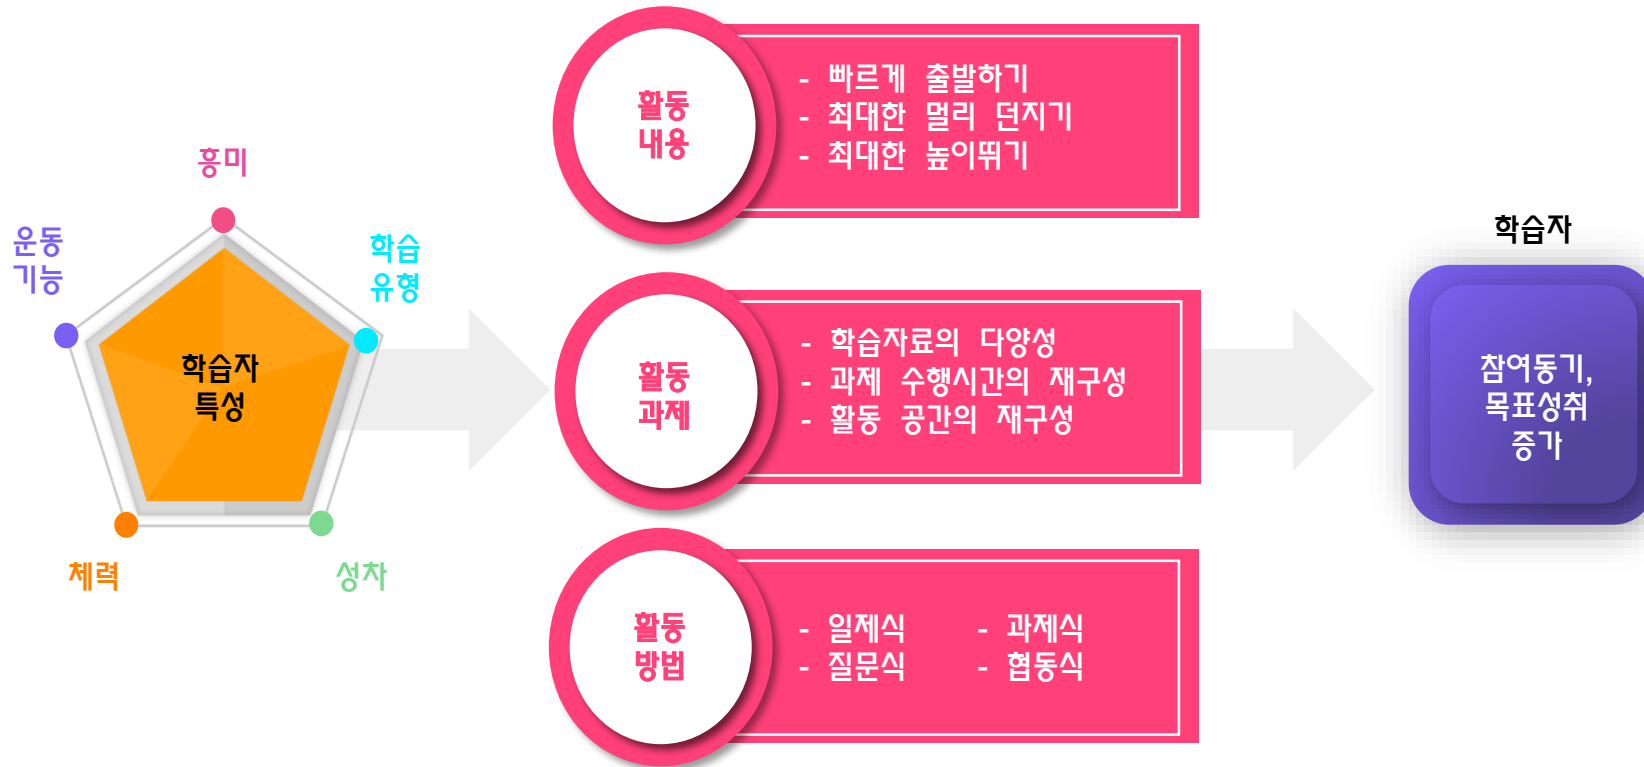 흥미
운동
기능
학습
유형
학습자
특성
체력
성차
활동
내용
- 빠르게 출발하기
- 최대한 멀리 던지기
- 최대한 높이뛰기
활동
과제
- 학습자료의 다양성
- 과제 수행시간의 재구성
- 활동 공간의 재구성
활동
방법
- 일제식 - 과제식
- 질문식 - 협동식
학습자
참여동기,
목표성취
증가